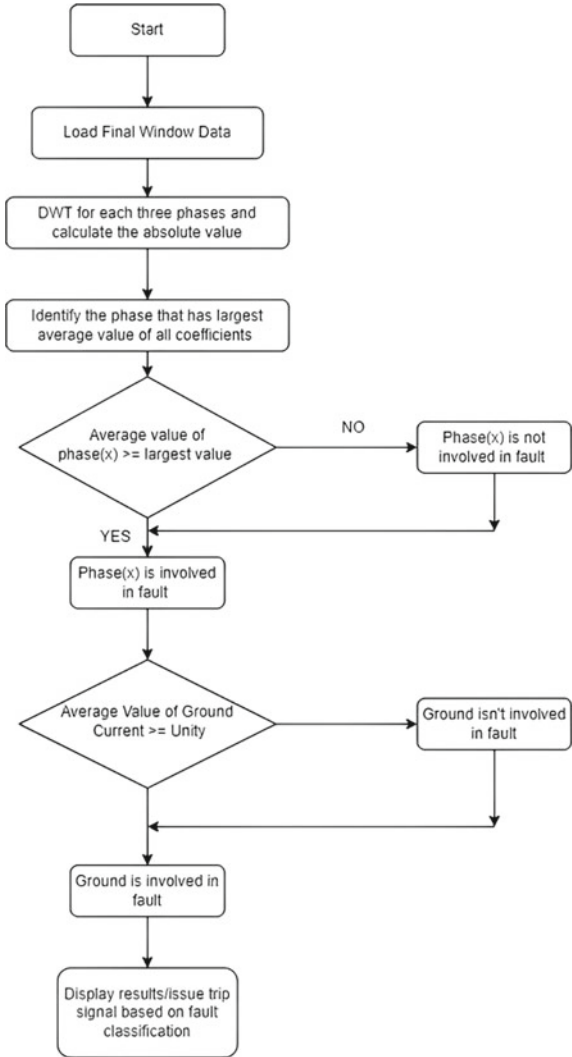 Start
Load Final Window Data
DWT for each three phases and
calculate the absolute value
Identify the phase that has largest
average value of all coefficients
Average value of
phase(x) >= largest value
NO
Phase(x) is not
involved in fault
YES
Phase(x) is involved
in fault
Average Value of Ground
Current >= Unity
Ground isn't involved
in fault
Ground is involved in
fault
Display results/issue trip
signal based on fault
classification